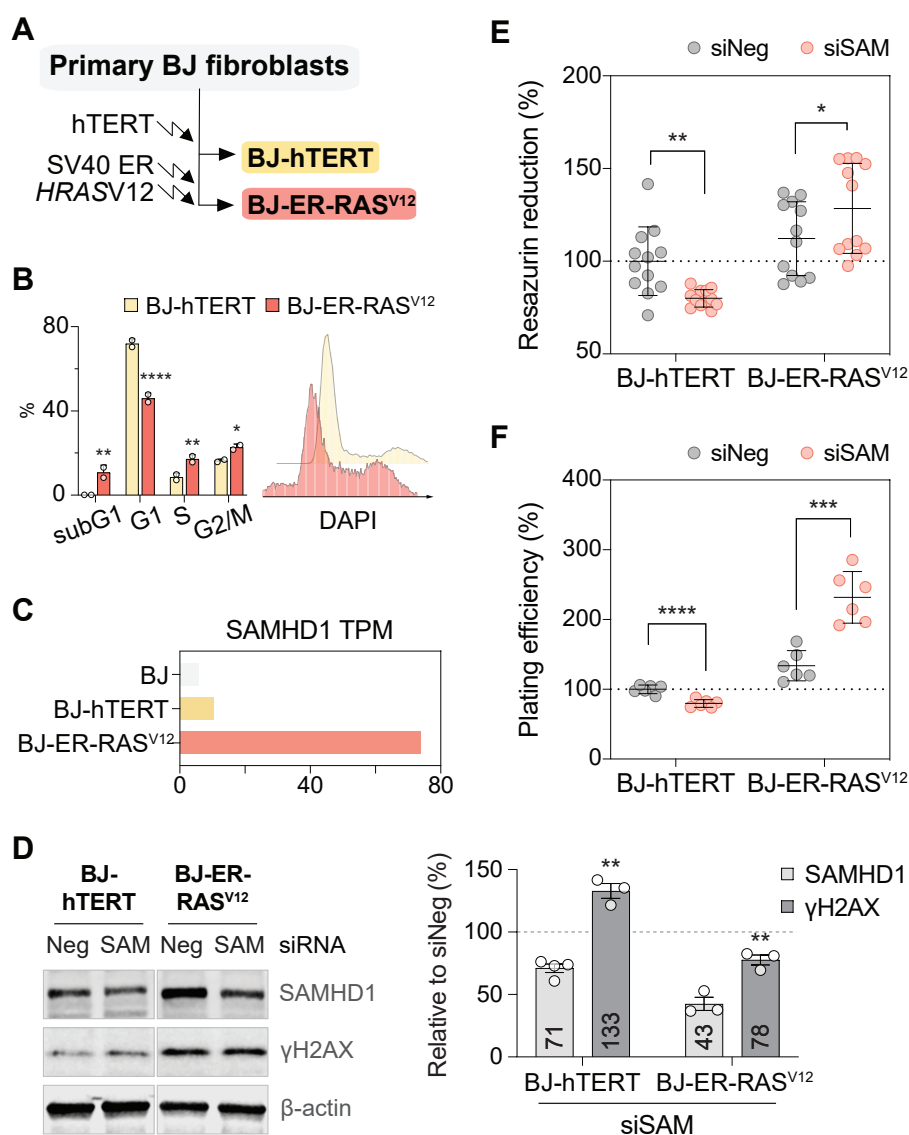 A
Primary BJ fibroblasts
hTERT
SV40 ER
HRASV12
BJ-hTERT
BJ-ER-RASV12
B
BJ-hTERT BJ-ER-RASV12
80
40
0
%
** **** ** *
subG1 G1 S G2/M
DAPI
C
SAMHD1 TPM
BJ
BJ-hTERT
BJ-ER-RASV12
0 40 80
D
BJ-hTERT BJ-ER-RASV12
Neg SAM Neg SAM siRNA
SAMHD1
γH2AX
β-actin
Relative to siNeg (%)
150
100
50
0
SAMHD1
γH2AX
** **
71 133 43 78
BJ-hTERT BJ-ER-RASV12
siSAM
E
siNeg siSAM
Resazurin reduction (%)
200
150
100
50
** *
BJ-hTERT BJ-ER-RASV12
F
siNeg siSAM
Plating efficiency (%)
400
300
200
100
0
**** ***
BJ-hTERT BJ-ER-RASV12